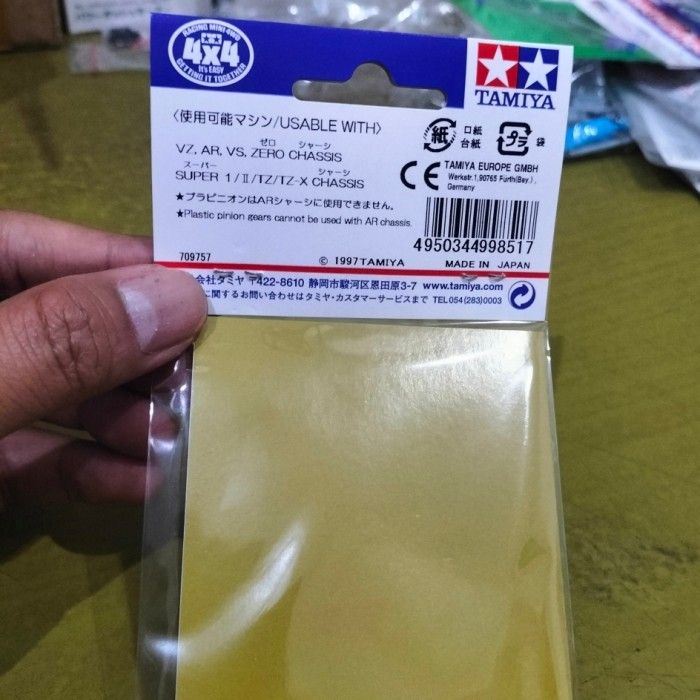 RACING MINI 4WD
4x4
It's EASY
GETTING IT TOGETHER
TAMIYA
〈使用可能マシン/USABLE WITH〉
ゼロ シャーシ
VZ, AR, VS, ZERO CHASSIS
スーパー シャーシ
SUPER 1/II/TZ/TZ-X CHASSIS
★プラピニオンはARシャーシに使用できません。
★Plastic pinion gears cannot be used with AR chassis.
紙
口紙
台紙
プラ
袋
CE
TAMIYA EUROPE GMBH
Werkstr.1,90765 Fürth(Bay.),
Germany
4950344998517
709757
© 1997 TAMIYA
MADE IN JAPAN
会社タミヤ 〒422-8610 静岡市駿河区恩田原3-7 www.tamiya.com
に関するお問い合わせはタミヤ・カスタマーサービスまで TEL054(283)0003